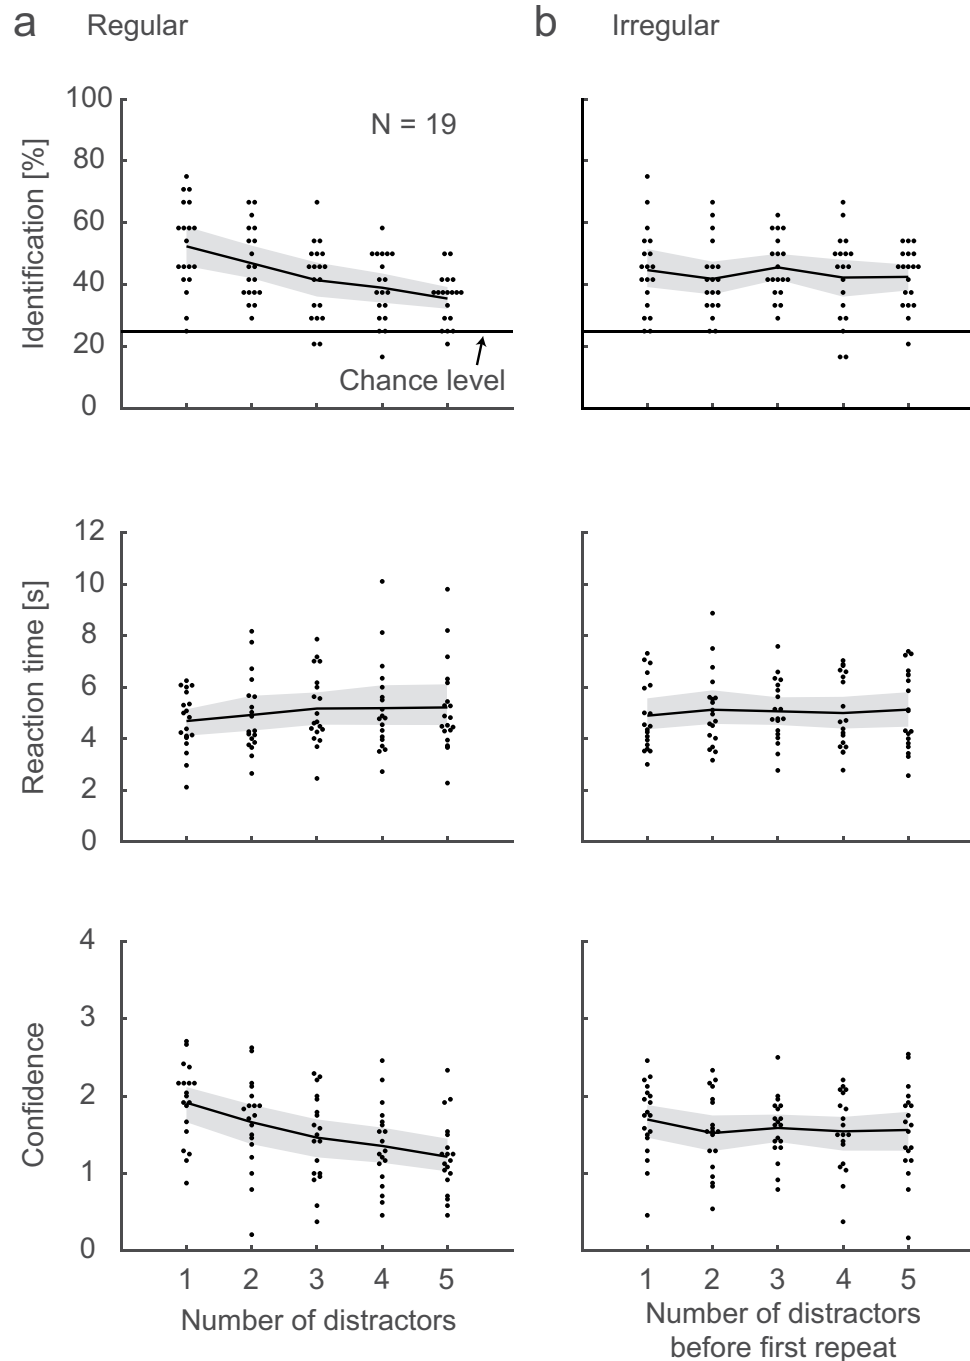 a Regular
b Irregular
Identification [%]
100
80
60
40
20
0
N = 19
Chance level
Reaction time [s]
12
10
8
6
4
2
0
Confidence
4
3
2
1
0
1 2 3 4 5
Number of distractors
1 2 3 4 5
Number of distractors
before first repeat